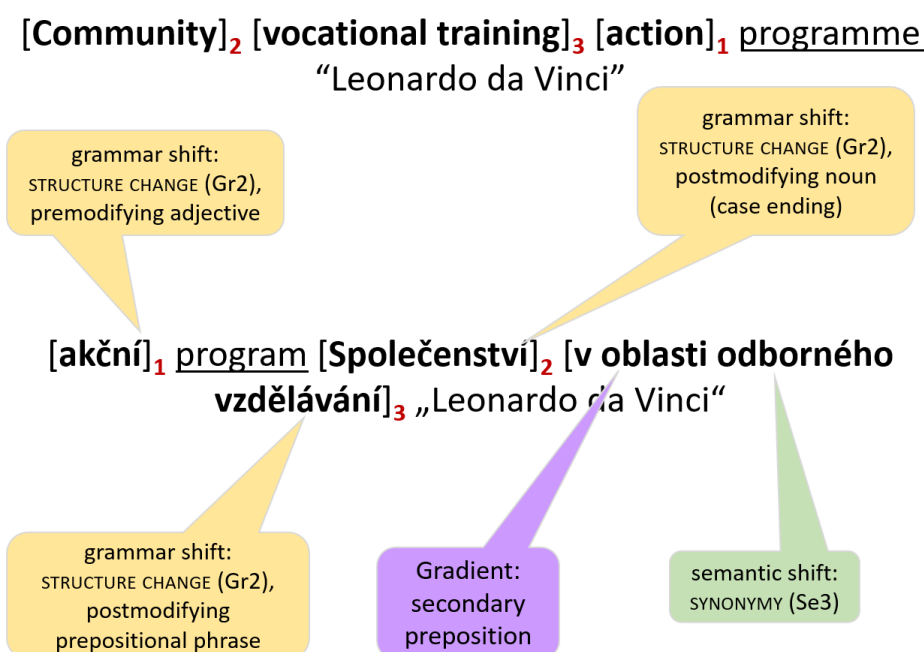 [Community]2 [vocational training]3 [action]1 programme
“Leonardo da Vinci”
grammar shift:
STRUCTURE CHANGE (Gr2),
postmodifying noun
(case ending)
grammar shift:
STRUCTURE CHANGE (Gr2),
premodifying adjective
[akční]1 program [Společenství]2 [v oblasti odborného
vzdělávání]3 „Leonardo da Vinci“
grammar shift:
STRUCTURE CHANGE (Gr2),
postmodifying
prepositional phrase
Gradient:
secondary
preposition
semantic shift:
SYNONYMY (Se3)